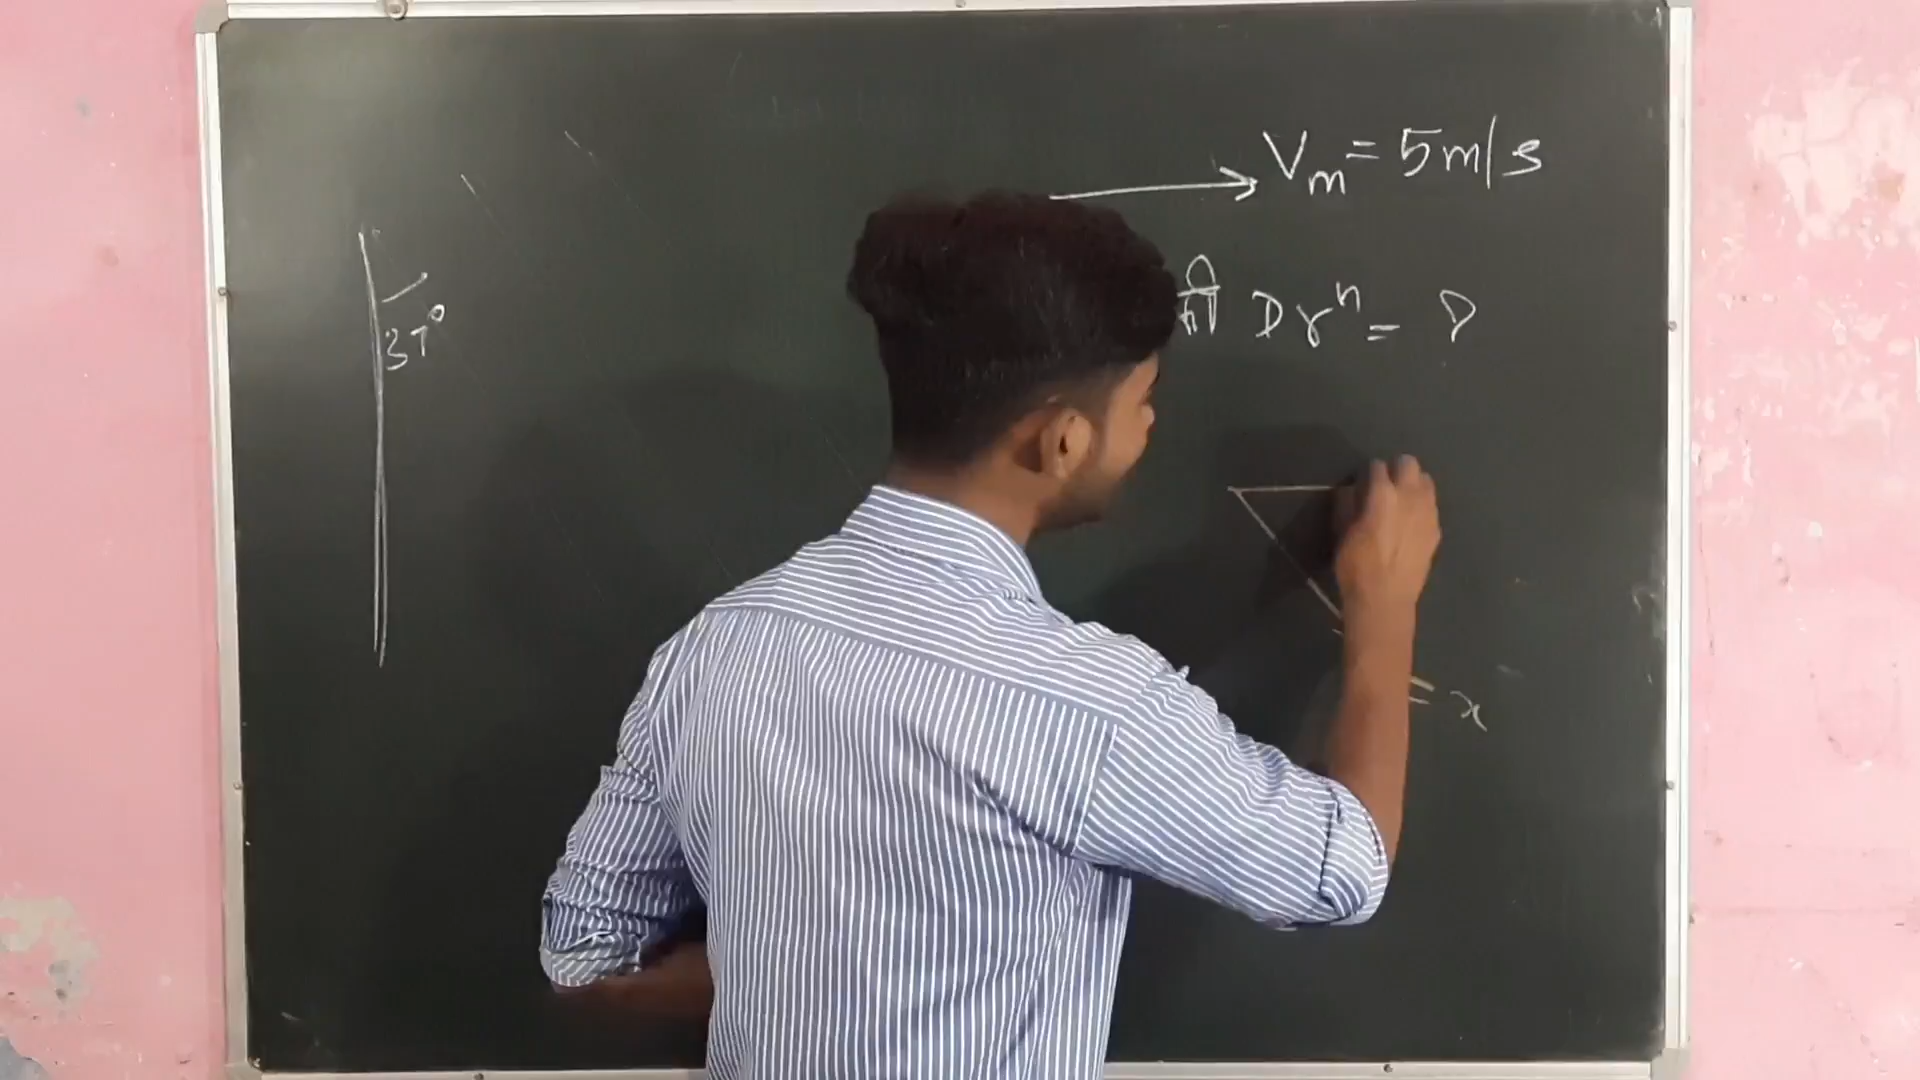 Vm = 5m/s
की Drⁿ =
37°
= x